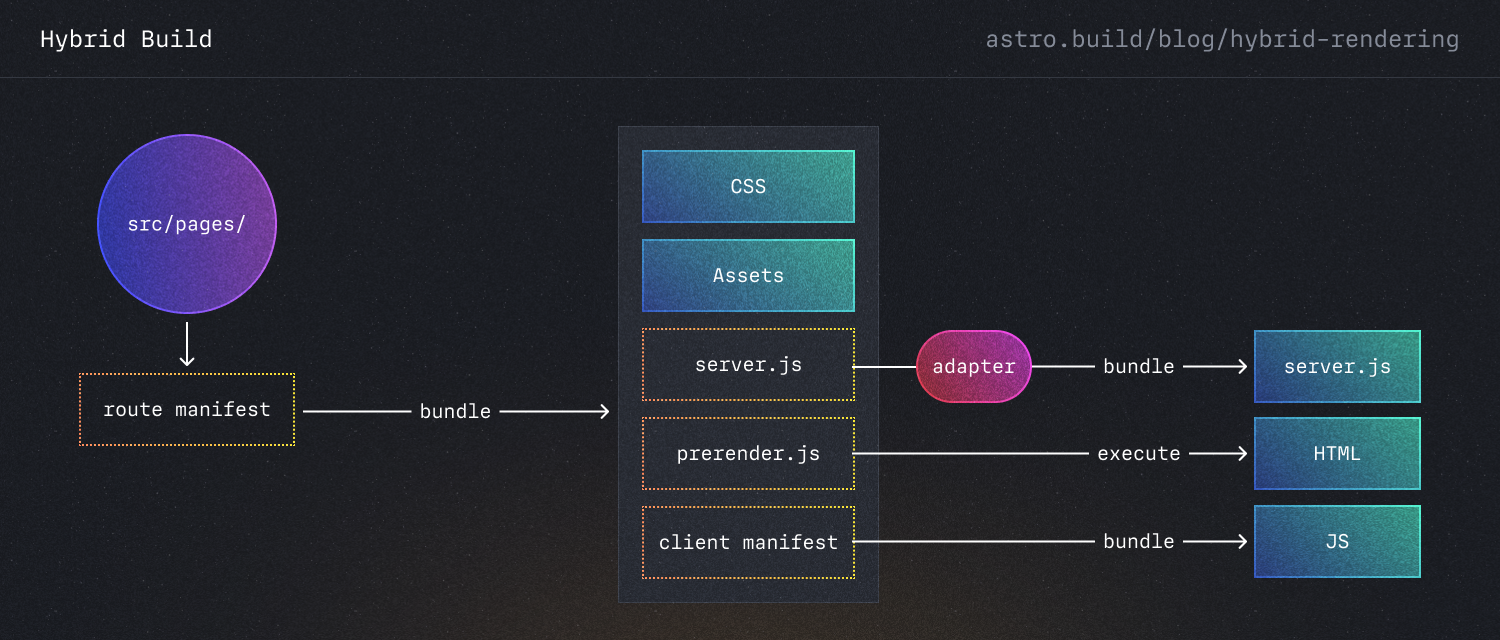 Hybrid Build
astro.build/blog/hybrid-rendering
src/pages/
route manifest
bundle
CSS
Assets
server.js
adapter
bundle
server.js
prerender.js
execute
HTML
client manifest
bundle
JS